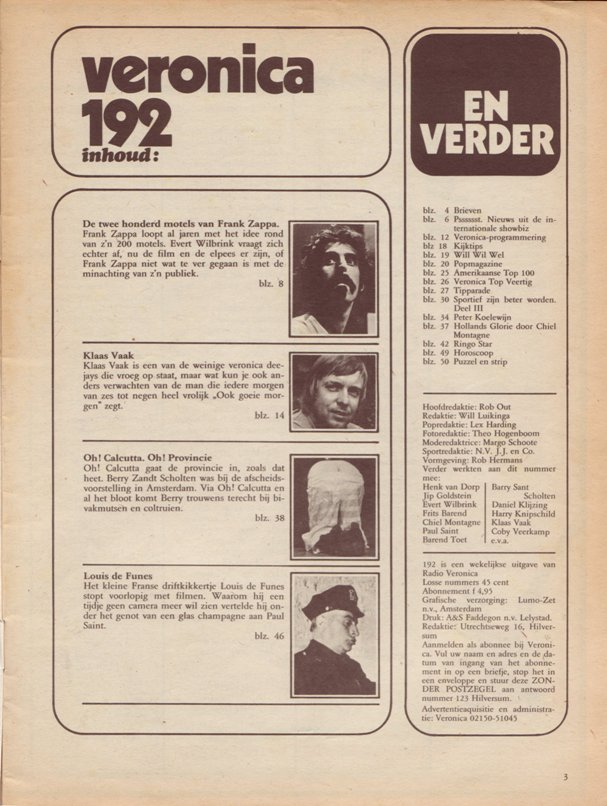 veronica
192
inhoud:
De twee honderd motels van Frank Zappa.
Frank Zappa loopt al jaren met het idee rond
van z'n 200 motels. Evert Wilbrink vraagt zich
echter af, nu de film en de elpees er zijn, of
Frank Zappa niet wat te ver gegaan is met de
minachting van z'n publiek.
blz. 8
Klaas Vaak
Klaas Vaak is een van de weinige veronica dee-
jays die vroeg op staat, maar wat kun je ook an-
ders verwachten van de man die iedere morgen
van zes tot negen heel vrolijk „Ook goeie mor-
gen” zegt.
blz. 14
Oh! Calcutta. Oh! Provincie
Oh! Calcutta gaat de provincie in, zoals dat
heet. Berry Zandt Scholten was bij de afscheids-
voorstelling in Amsterdam. Via Oh! Calcutta en
al het bloot komt Berry trouwens terecht bij bi-
vakmutsen en coltruien.
blz. 38
Louis de Funes
Het kleine Franse driftkikkertje Louis de Funes
stopt voorlopig met filmen. Waarom hij een
tijdje geen camera meer wil zien vertelde hij on-
der het genot van een glas champagne aan Paul
Saint.
blz. 46
EN
VERDER
blz. 4 Brieven
blz. 6 Psssssst. Nieuws uit de in-
ternationale showbiz
blz. 12 Veronica-programmering
blz 18 Kijktips
blz. 19 Will Wil Wel
blz. 20 Popmagazine
blz. 25 Amerikaanse Top 100
blz. 26 Veronica Top Veertig
blz. 27 Tipparade
blz. 30 Sportief zijn beter worden.
Deel III
blz. 34 Peter Koelewijn
blz. 37 Hollands Glorie door Chiel
Montagne
blz. 42 Ringo Star
blz. 49 Horoscoop
blz. 50 Puzzel en strip
Hoofdredaktie: Rob Out
Redaktie: Will Luikinga
Popredaktie: Lex Harding
Fotoredaktie: Theo Hogenboom
Moderedaktrice: Margo Schoote
Sportredaktie: N.V. J.J. en Co.
Vormgeving: Rob Hermans
Verder werkten aan dit nummer
mee:
Henk van Dorp
Jip Goldstein
Evert Wilbrink
Frits Barend
Chiel Montagne
Paul Saint
Barend Toet
Barry Sant
Scholten
Daniel Klijzing
Harry Knipschild
Klaas Vaak
Coby Veerkamp
e.v.a.
192 is een wekelijkse uitgave van
Radio Veronica
Losse nummers 45 cent
Abonnement f 4,95
Grafische verzorging: Lumo-Zet
n.v., Amsterdam
Druk: A&S Faddegon n.v. Lelystad.
Redaktie: Utrechtseweg 16, Hilver-
sum
Aanmelden als abonnee bij Veroni-
ca. Vul uw naam en adres en de da-
tum van ingang van het abonne-
ment in op een briefje, stop het in
een enveloppe en stuur deze ZON-
DER POSTZEGEL aan antwoord
nummer 123 Hilversum.
Advertentieaquisitie en administra-
tie: Veronica 02150-51045
3